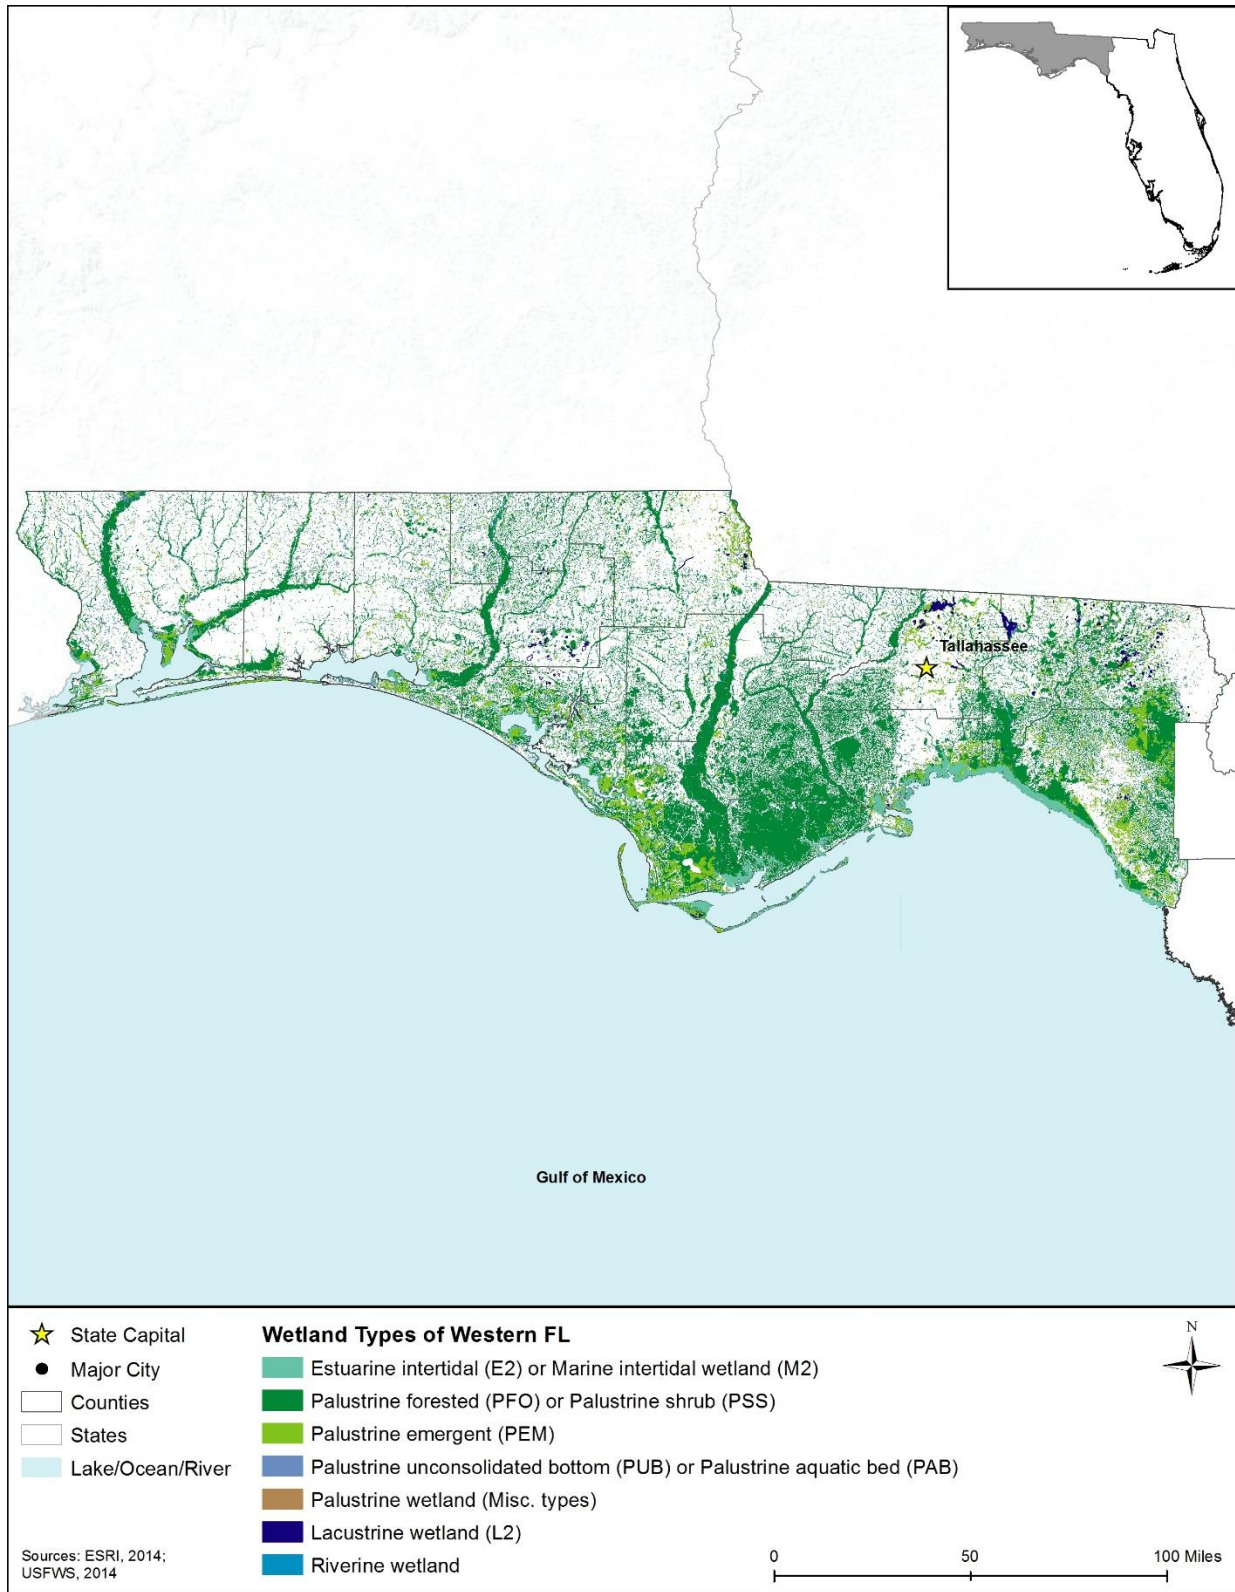 Tallahassee
Gulf of Mexico
State Capital
Major City
Counties
States
Lake/Ocean/River
Sources: ESRI, 2014;
USFWS, 2014
Wetland Types of Western FL
Estuarine intertidal (E2) or Marine intertidal wetland (M2)
Palustrine forested (PFO) or Palustrine shrub (PSS)
Palustrine emergent (PEM)
Palustrine unconsolidated bottom (PUB) or Palustrine aquatic bed (PAB)
Palustrine wetland (Misc. types)
Lacustrine wetland (L2)
Riverine wetland
N
0 50 100 Miles